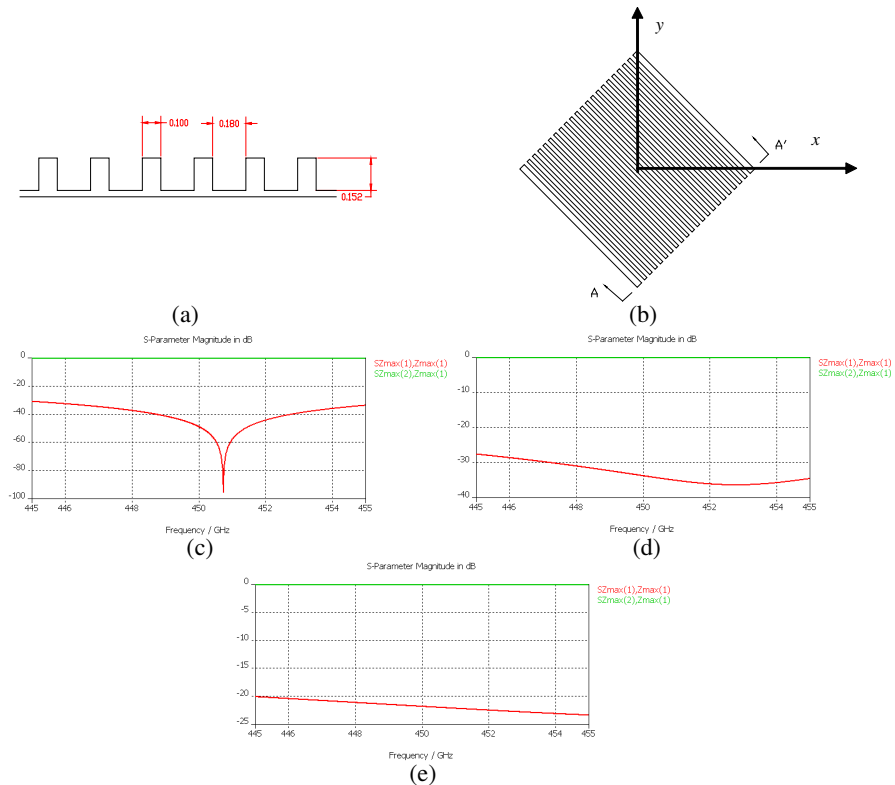 0.100
0.180
0.152
(a)
y
x
A'
A
(b)
S-Parameter Magnitude in dB
0
-20
-40
-60
-80
-100
445
446
448
450
452
454
455
Frequency / GHz
SZmax(1),Zmax(1)
SZmax(2),Zmax(1)
(c)
S-Parameter Magnitude in dB
0
-10
-20
-30
-40
445
446
448
450
452
454
455
Frequency / GHz
SZmax(1),Zmax(1)
SZmax(2),Zmax(1)
(d)
S-Parameter Magnitude in dB
0
-5
-10
-15
-20
-25
445
446
448
450
452
454
455
Frequency / GHz
SZmax(1),Zmax(1)
SZmax(2),Zmax(1)
(e)